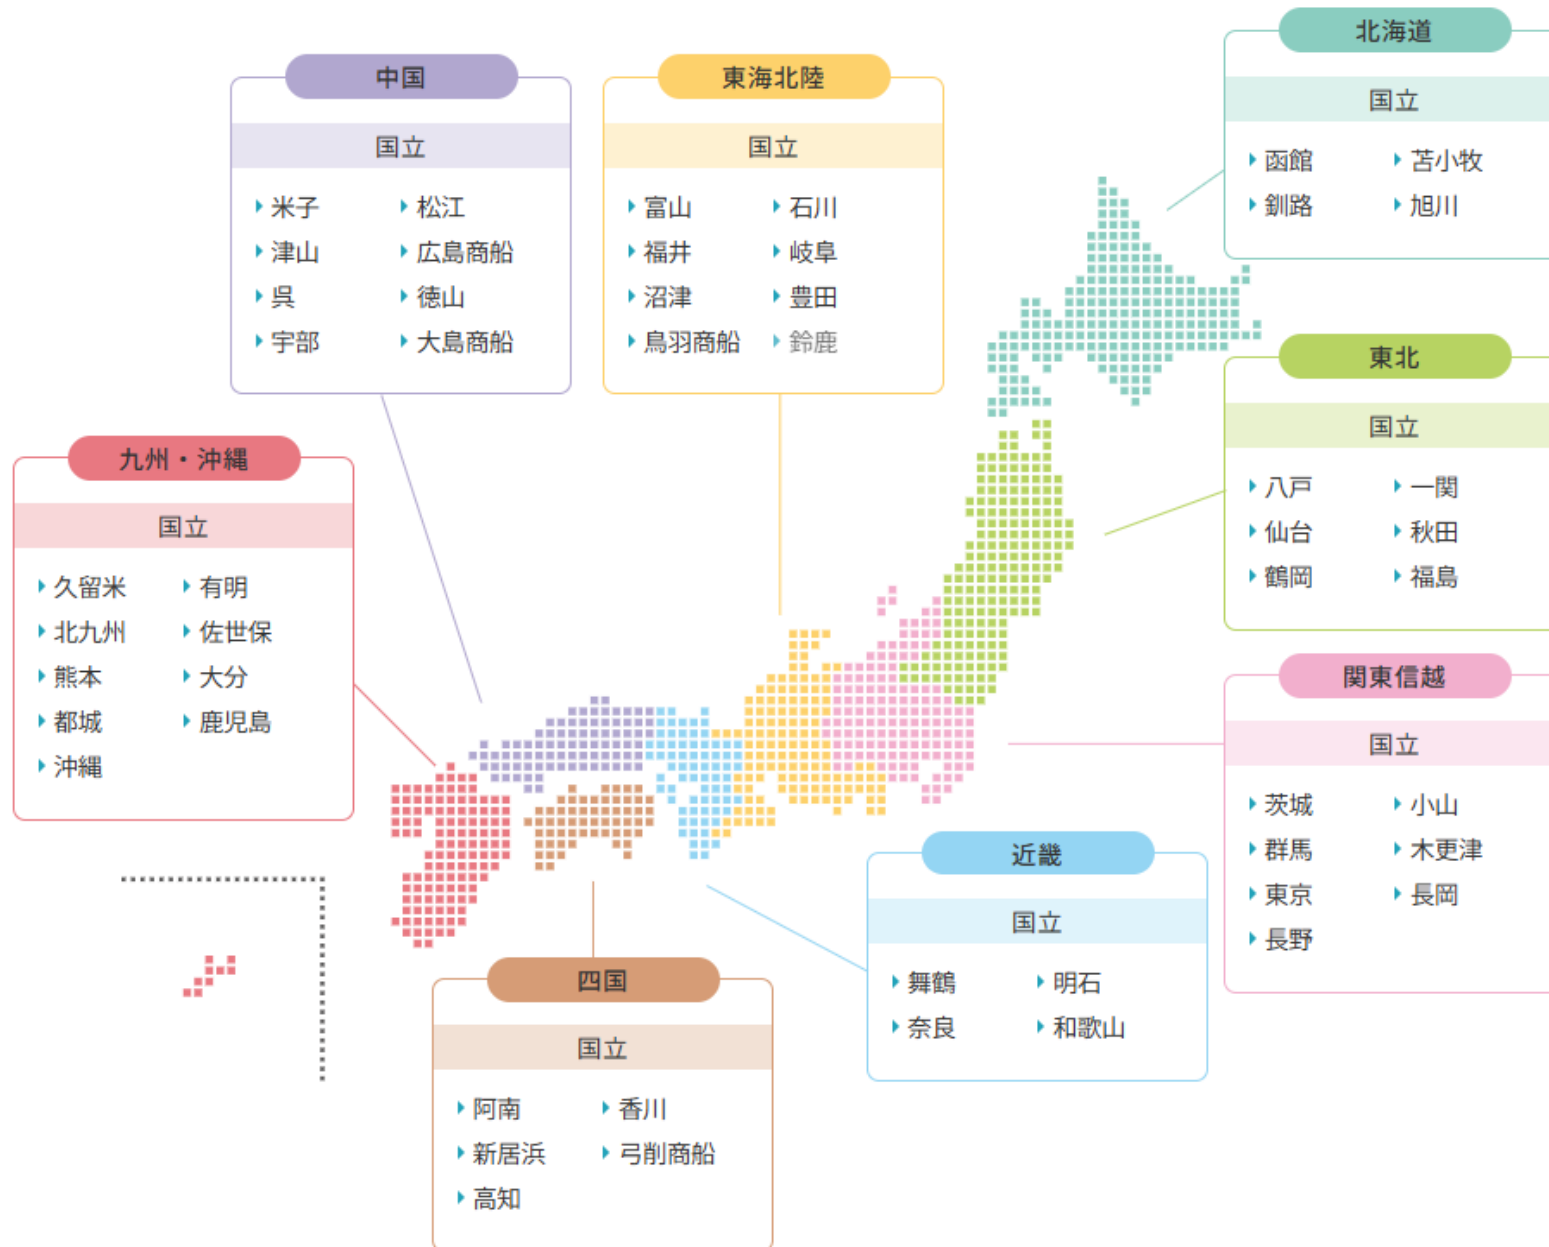 北海道
国立
函館 苫小牧
釧路 旭川
中国
国立
米子 松江
津山 広島商船
呉 徳山
宇部 大島商船
東海北陸
国立
富山 石川
福井 岐阜
沼津 豊田
鳥羽商船 鈴鹿
東北
国立
八戸 一関
仙台 秋田
鶴岡 福島
九州・沖縄
国立
久留米 有明
北九州 佐世保
熊本 大分
都城 鹿児島
沖縄
関東信越
国立
茨城 小山
群馬 木更津
東京 長岡
長野
近畿
国立
舞鶴 明石
奈良 和歌山
四国
国立
阿南 香川
新居浜 弓削商船
高知